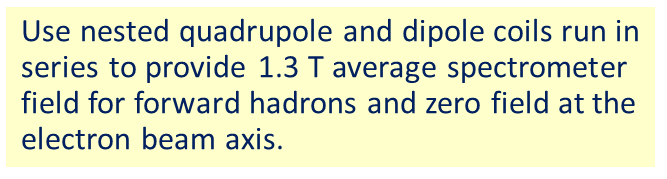 Use nested quadrupole and dipole coils run in
series to provide 1.3 T average spectrometer
field for forward hadrons and zero field at the
electron beam axis.